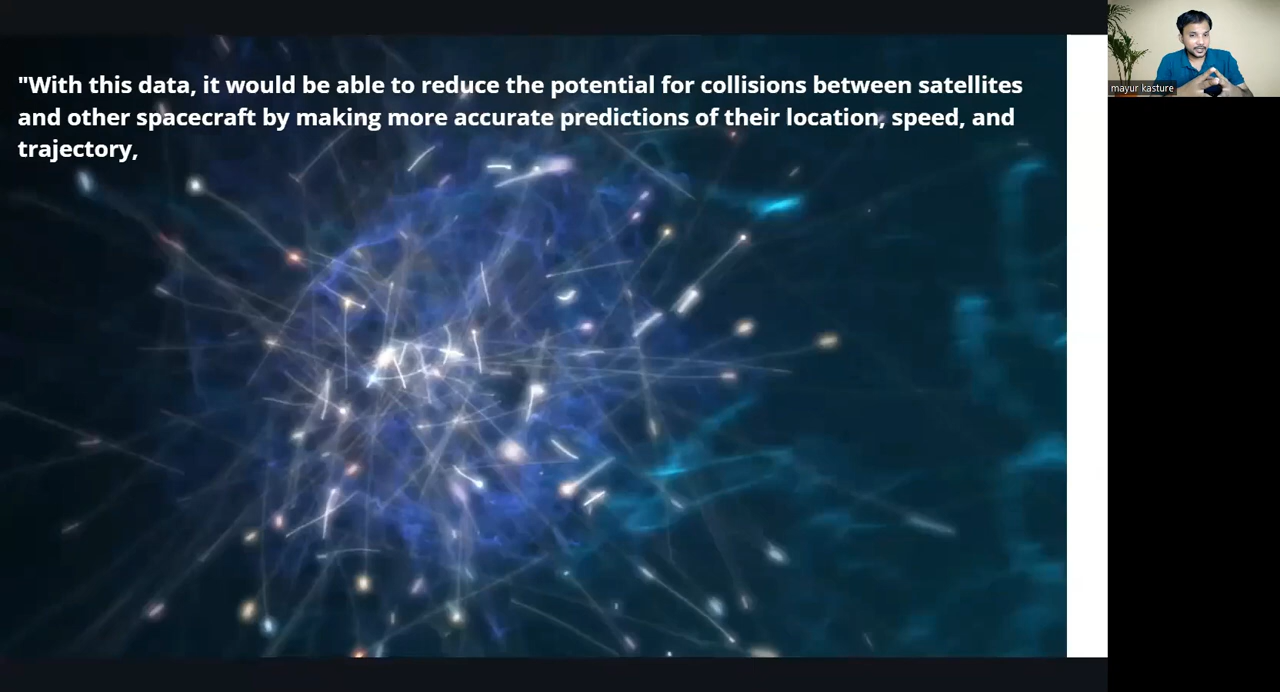 "With this data, it would be able to reduce the potential for collisions between satellites
and other spacecraft by making more accurate predictions of their location, speed, and
trajectory,
mayur kasture